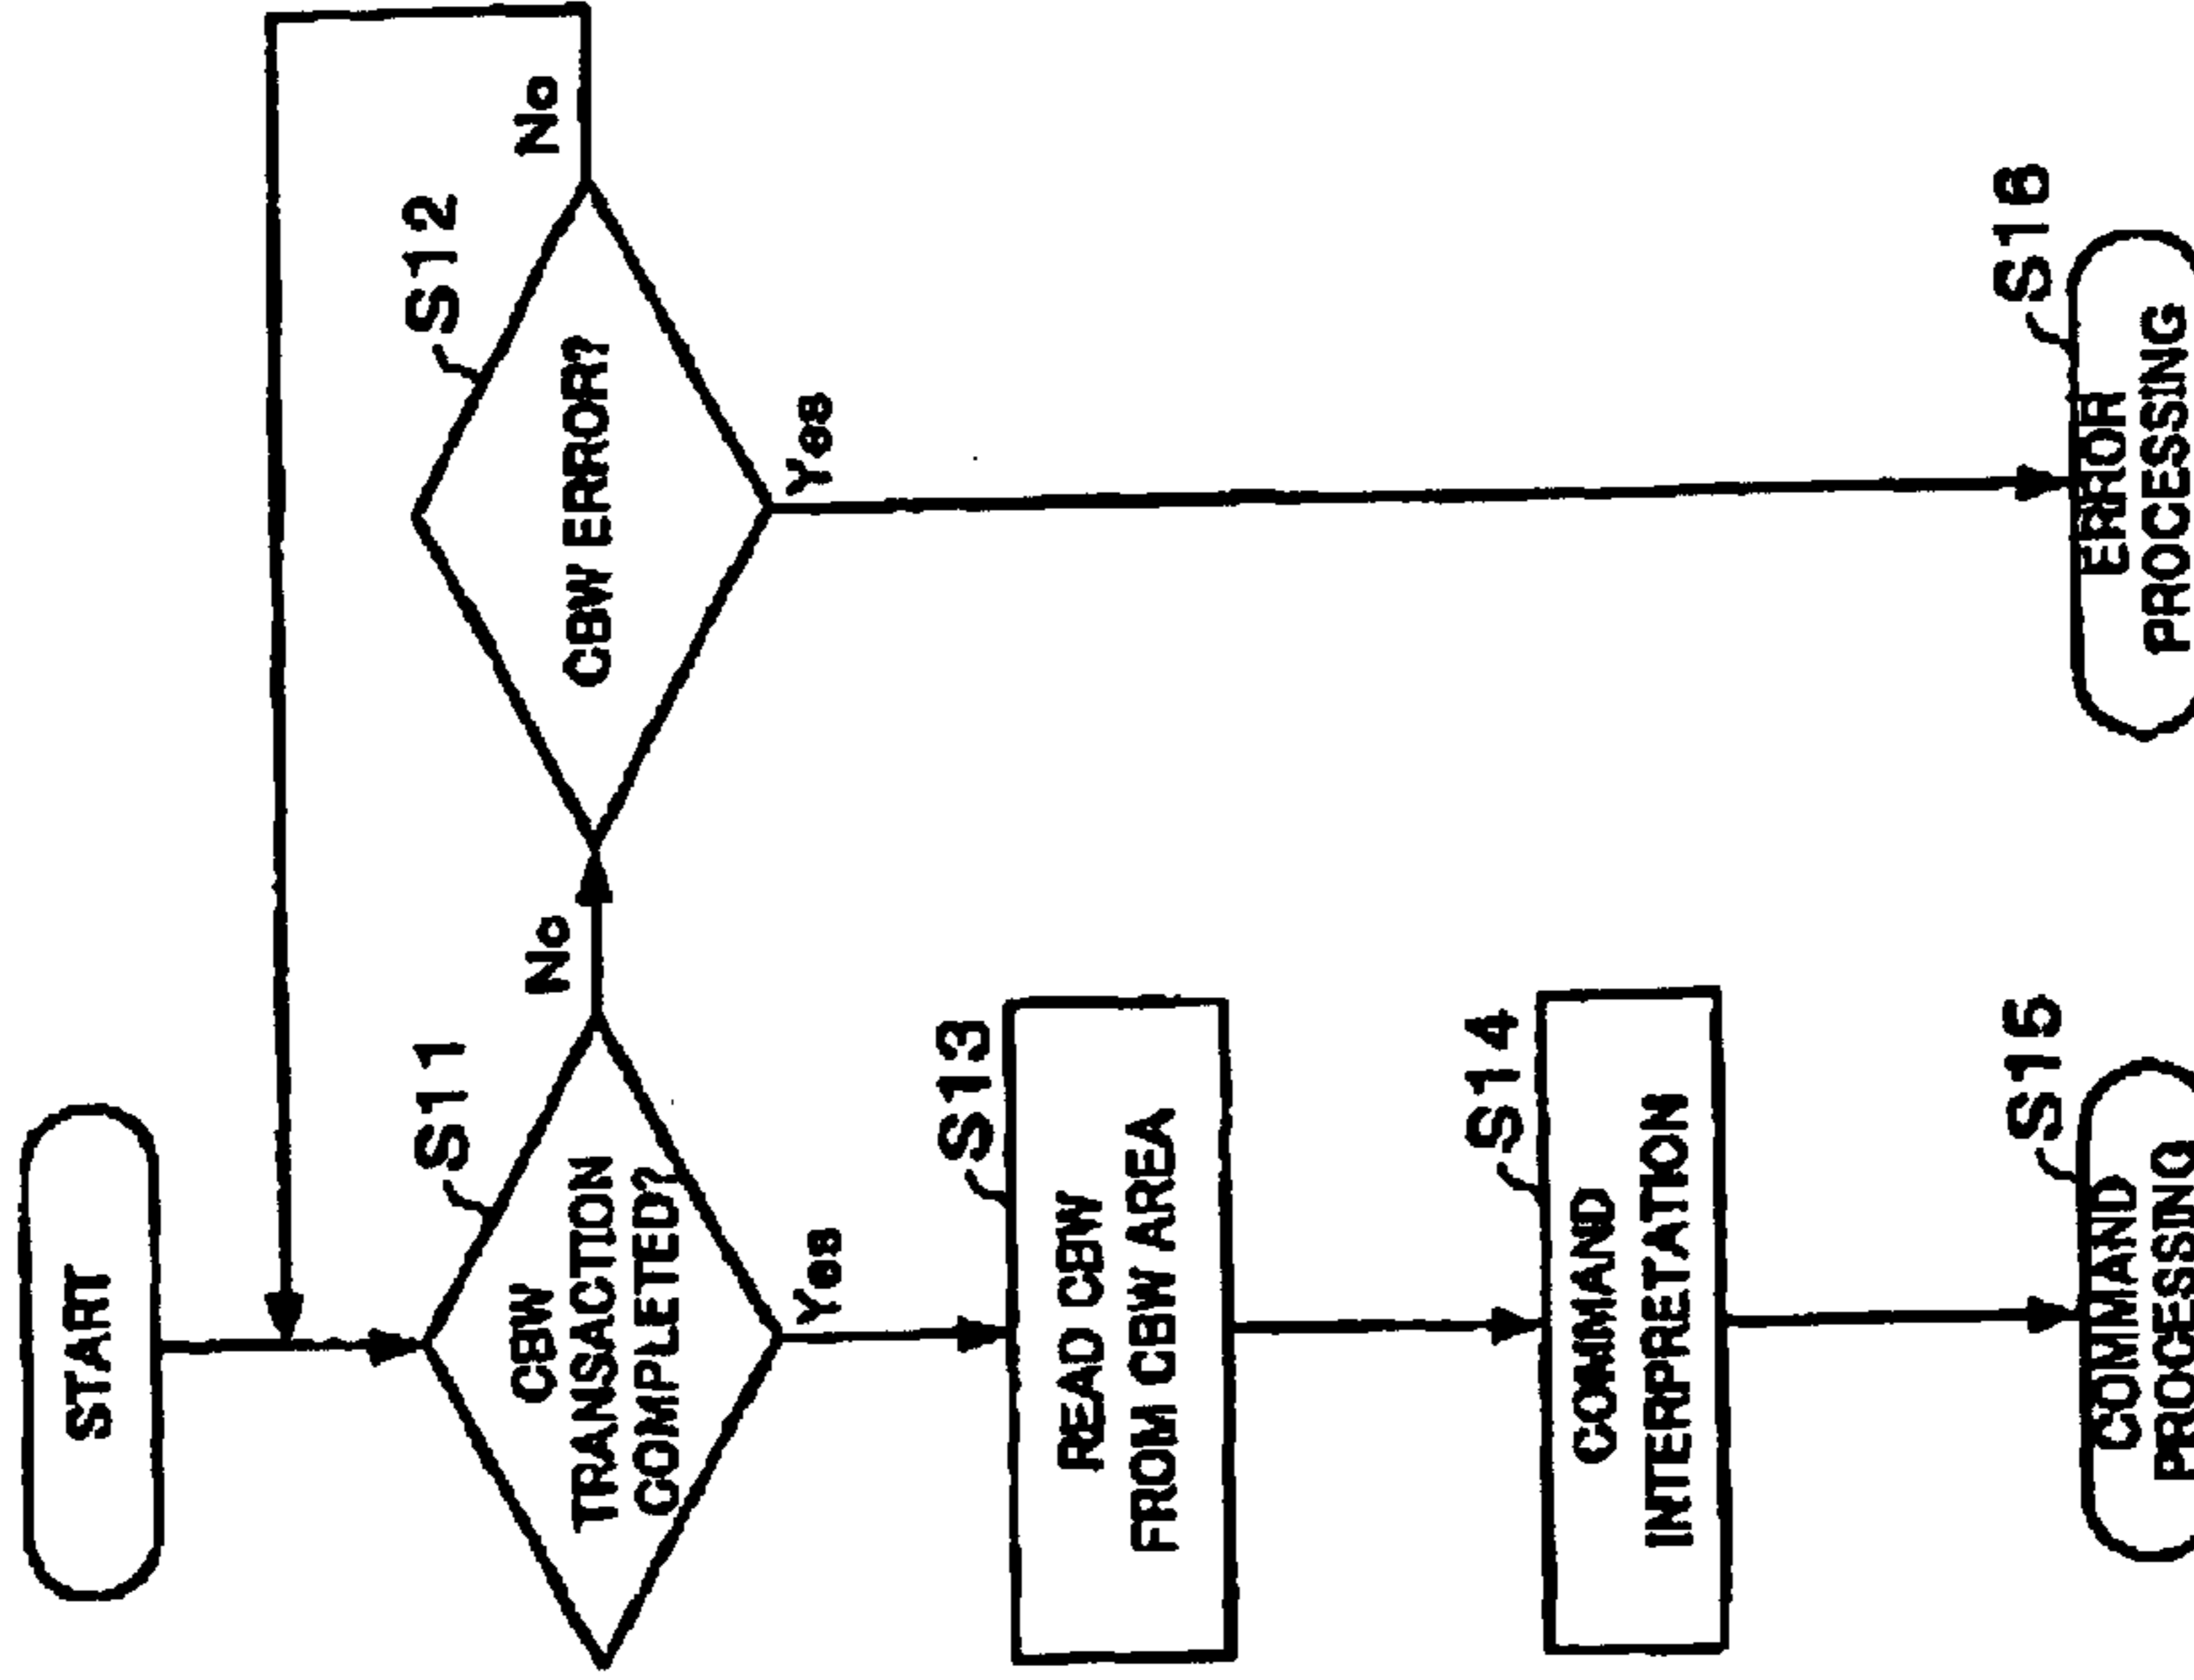 START
S11
CBW
TRANSACTION
COMPLETED?
No
S12
CBW ERROR?
No
Yes
Yes
S13
READ CBW
FROM CBW AREA
S14
COMMAND
INTERPRETATION
S15
COMMAND
PROCESSING
S16
ERROR
PROCESSING